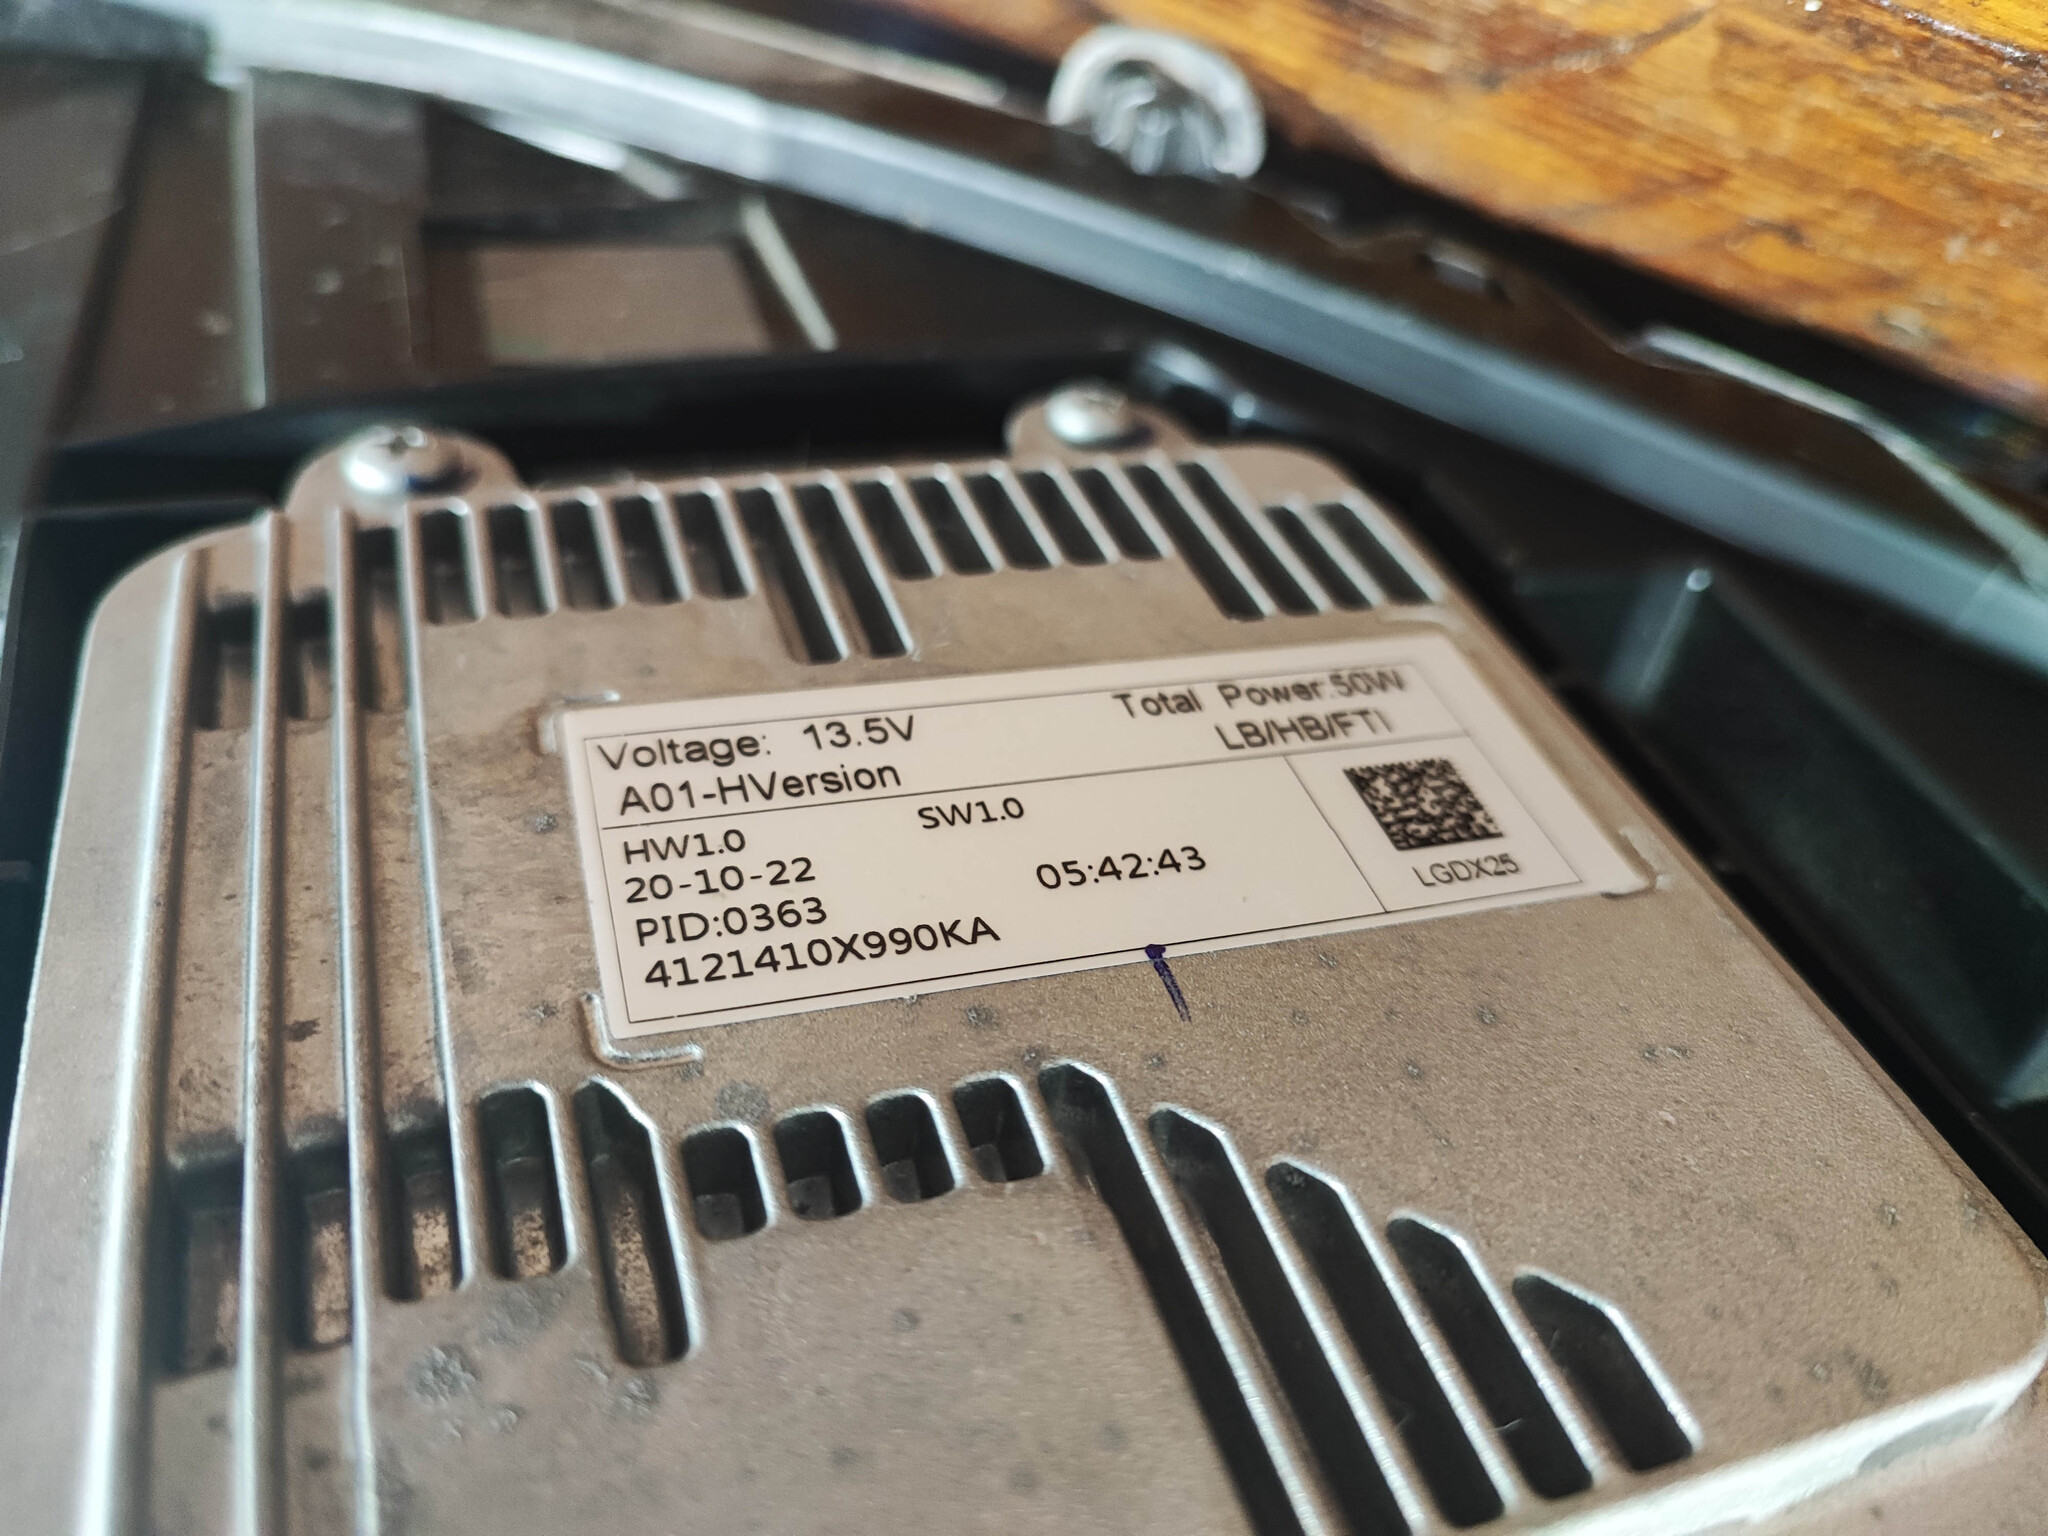 Voltage: 13.5V
Total Power:50W
A01-HVersion
LB/HB/FTI
HW1.0
SW1.0
20-10-22
05:42:43
PID:0363
4121410X990KA
LGDX25